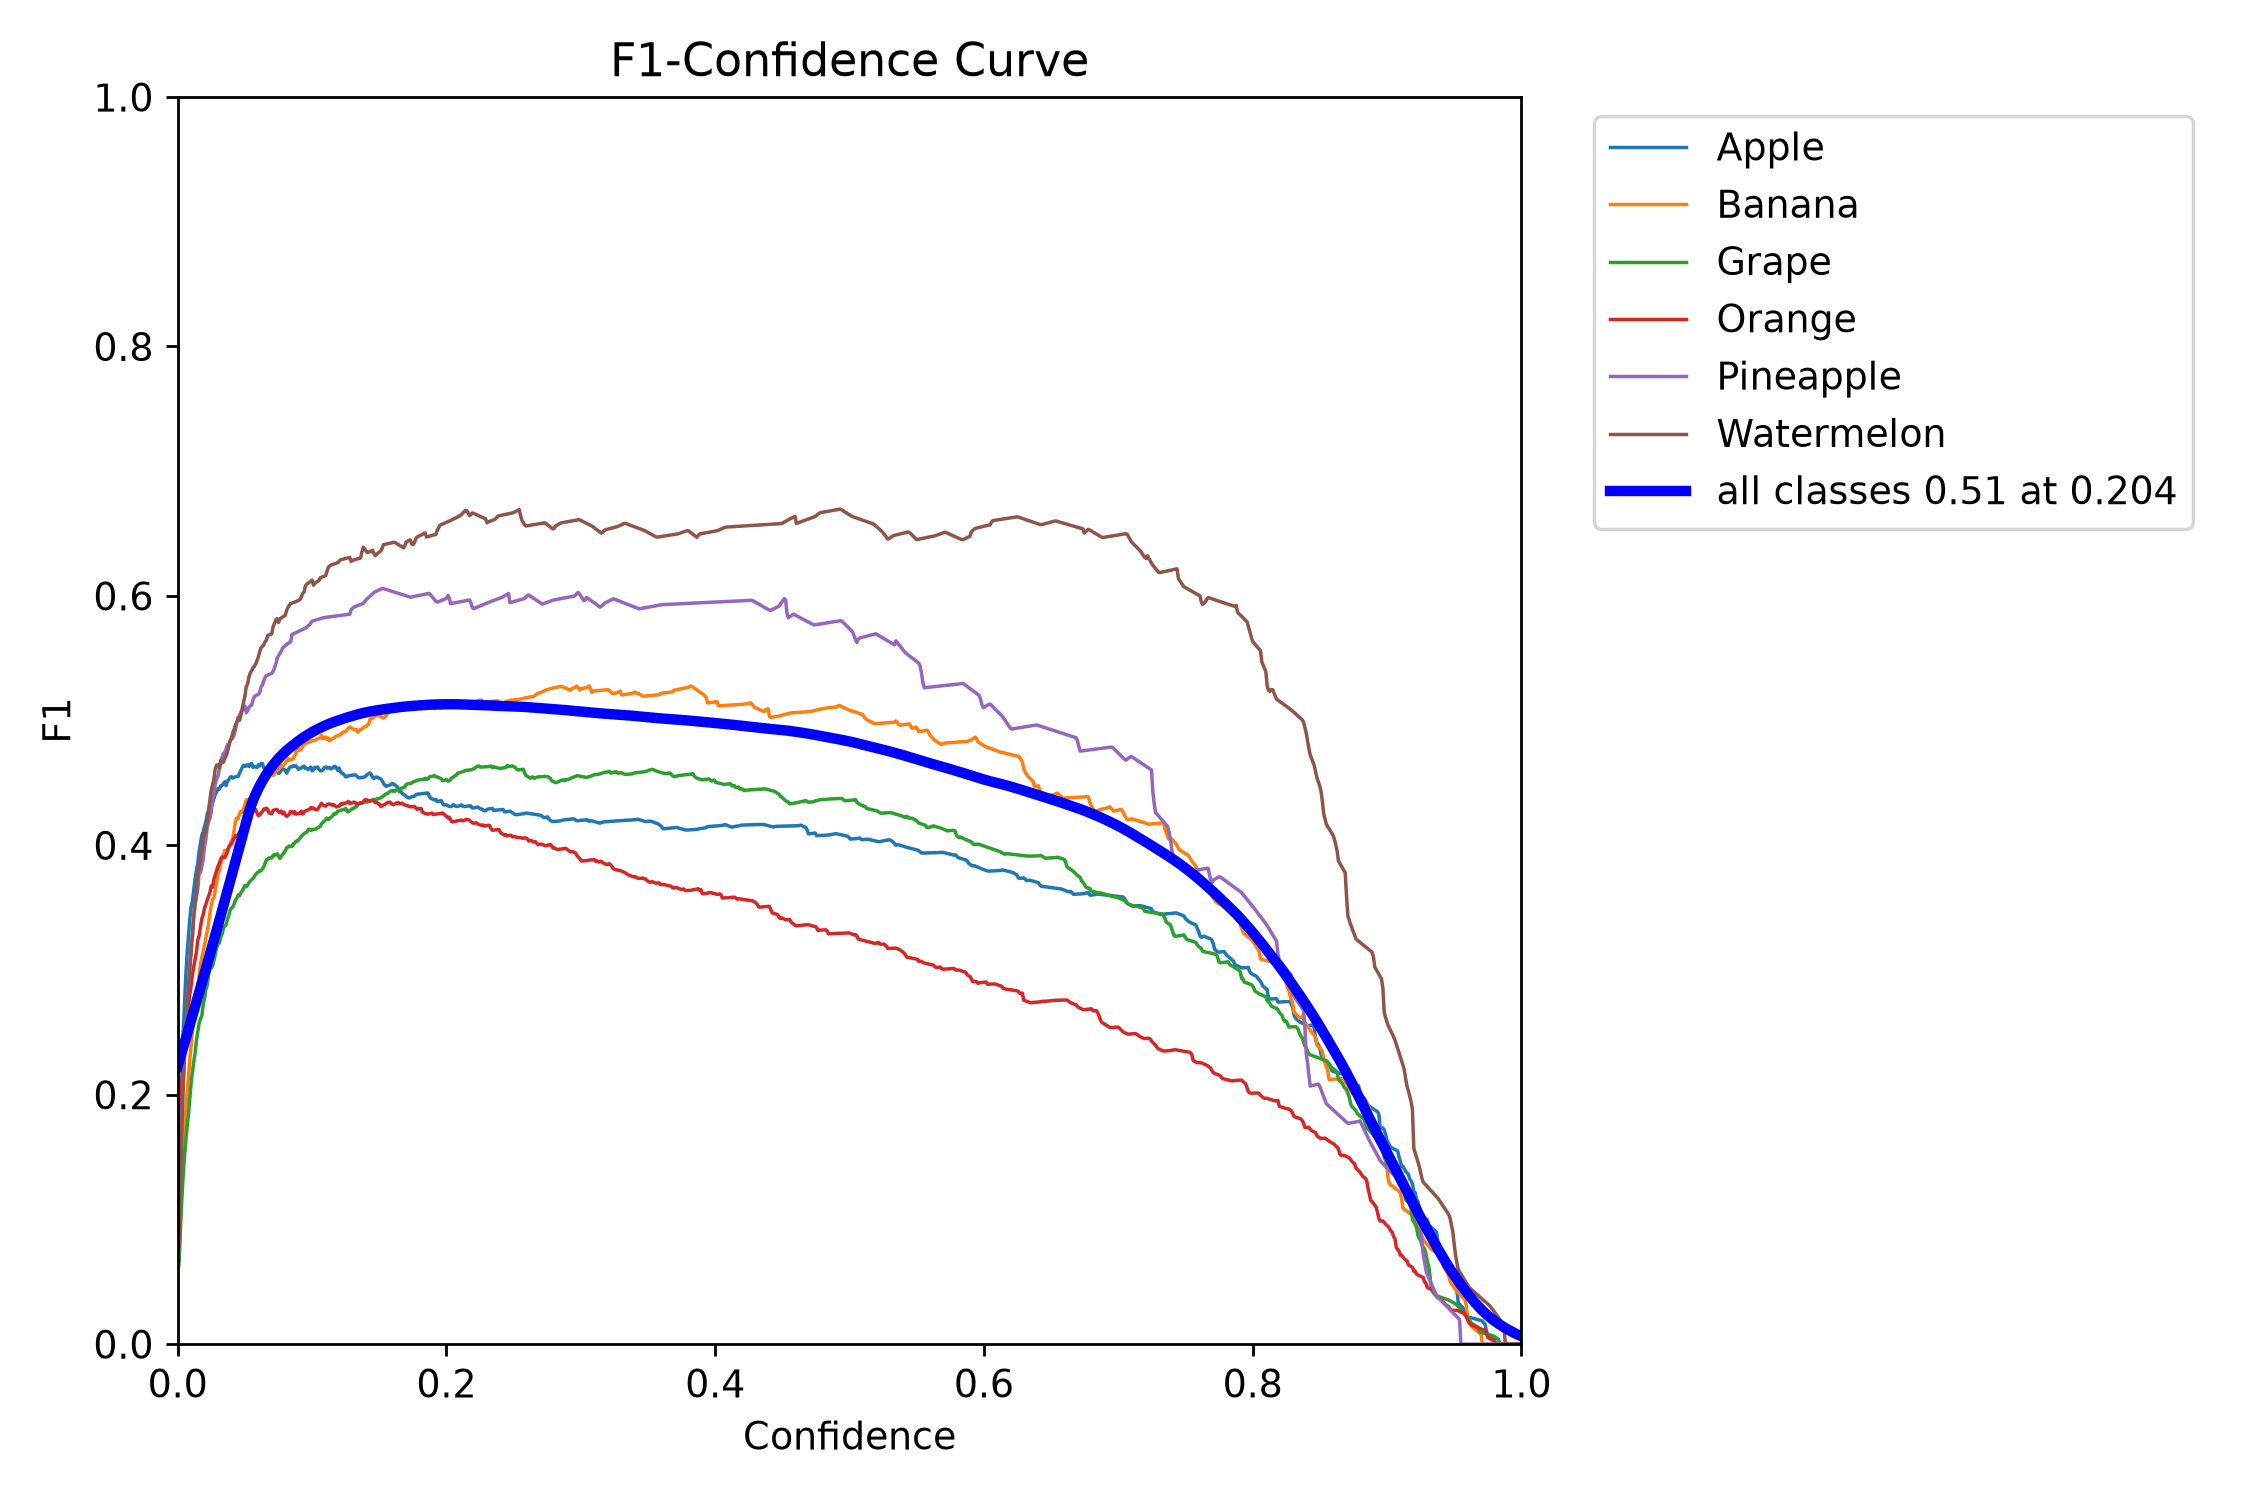 F1-Confidence Curve
1.0
0.8
0.6
0.4
0.2
0.0
F1
0.0 0.2 0.4 0.6 0.8 1.0
Confidence
Apple
Banana
Grape
Orange
Pineapple
Watermelon
all classes 0.51 at 0.204